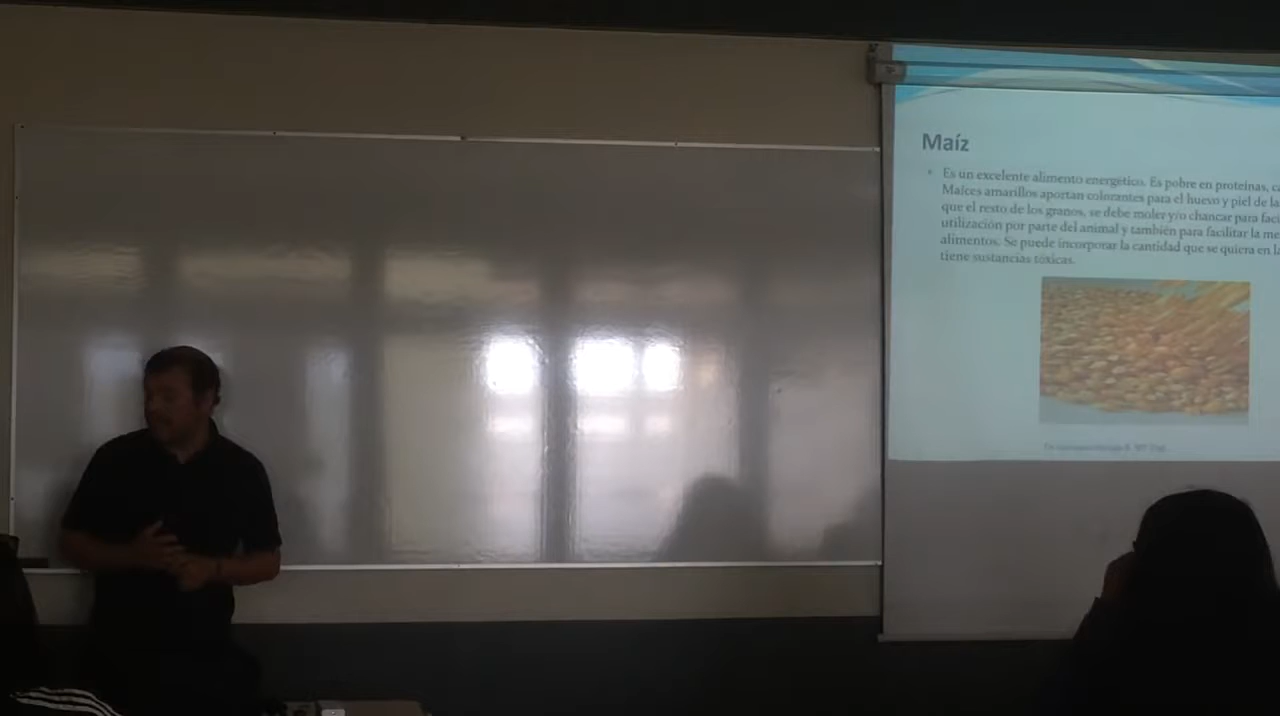 Maíz
• Es un excelente alimento energético. Es pobre en proteínas,
Maíces amarillos aportan colorantes para el huevo y piel de la
que el resto de los granos, se debe moler y/o chancar para
utilización por parte del animal y también para facilitar la
alimentos. Se puede incorporar la cantidad que se quiera en
tiene sustancias tóxicas.